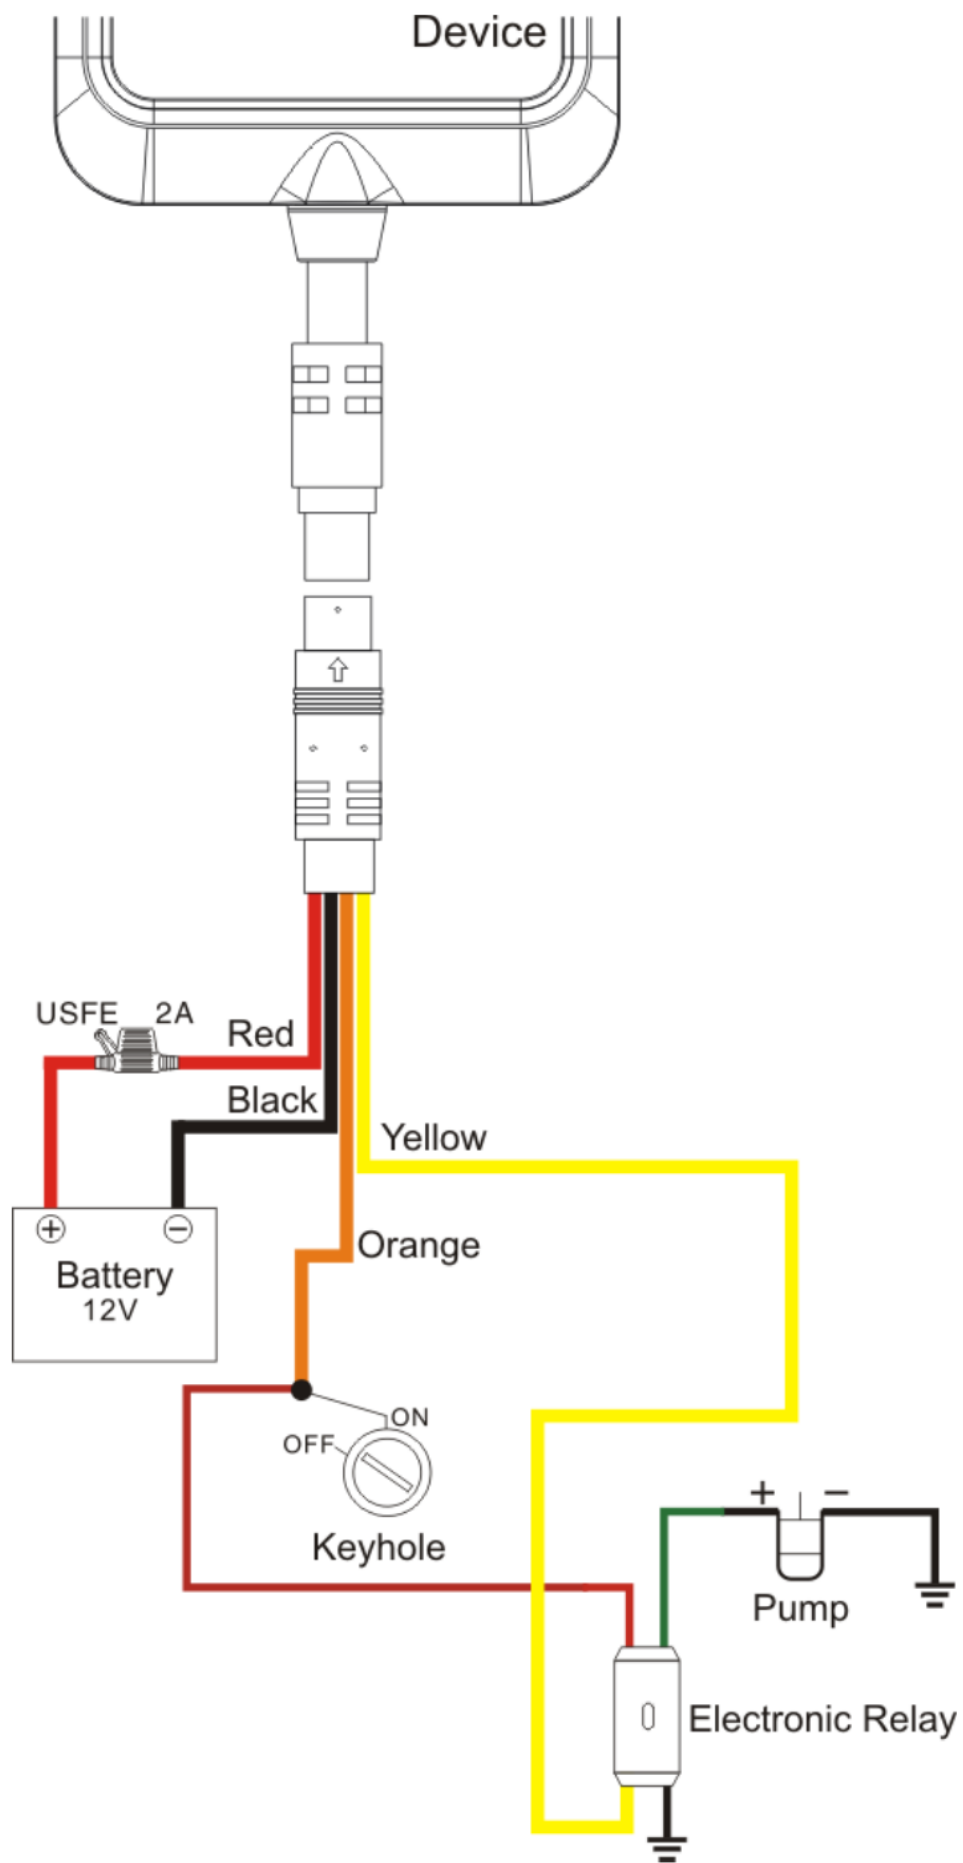 Device
USFE 2A
Red
Black
Yellow
Orange
+ −
Battery
12V
ON
OFF
Keyhole
+ −
Pump
Electronic Relay